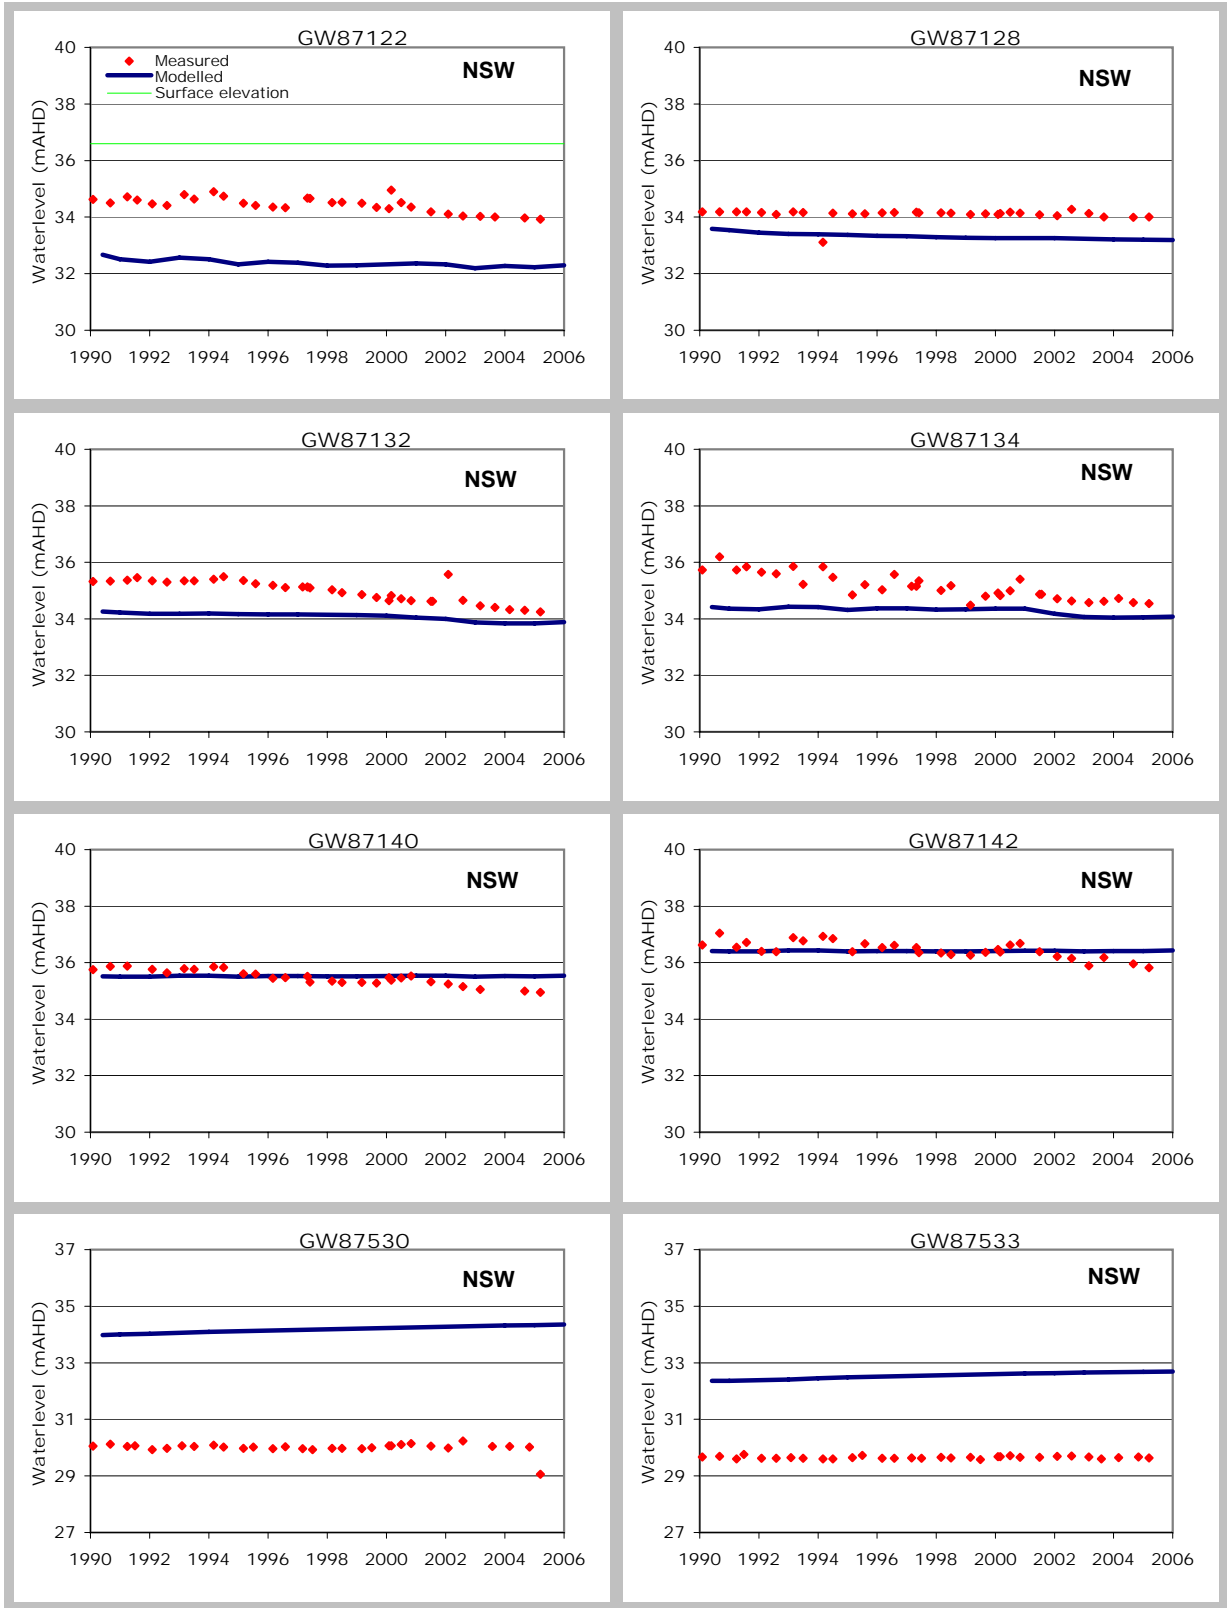 GW87122
NSW
Measured
Modelled
Surface elevation
Waterlevel (mAHD)
40
38
36
34
32
30
1990 1992 1994 1996 1998 2000 2002 2004 2006
GW87128
NSW
Waterlevel (mAHD)
40
38
36
34
32
30
1990 1992 1994 1996 1998 2000 2002 2004 2006
GW87132
NSW
Waterlevel (mAHD)
40
38
36
34
32
30
1990 1992 1994 1996 1998 2000 2002 2004 2006
GW87134
NSW
Waterlevel (mAHD)
40
38
36
34
32
30
1990 1992 1994 1996 1998 2000 2002 2004 2006
GW87140
NSW
Waterlevel (mAHD)
40
38
36
34
32
30
1990 1992 1994 1996 1998 2000 2002 2004 2006
GW87142
NSW
Waterlevel (mAHD)
40
38
36
34
32
30
1990 1992 1994 1996 1998 2000 2002 2004 2006
GW87530
NSW
Waterlevel (mAHD)
37
35
33
31
29
27
1990 1992 1994 1996 1998 2000 2002 2004 2006
GW87533
NSW
Waterlevel (mAHD)
37
35
33
31
29
27
1990 1992 1994 1996 1998 2000 2002 2004 2006